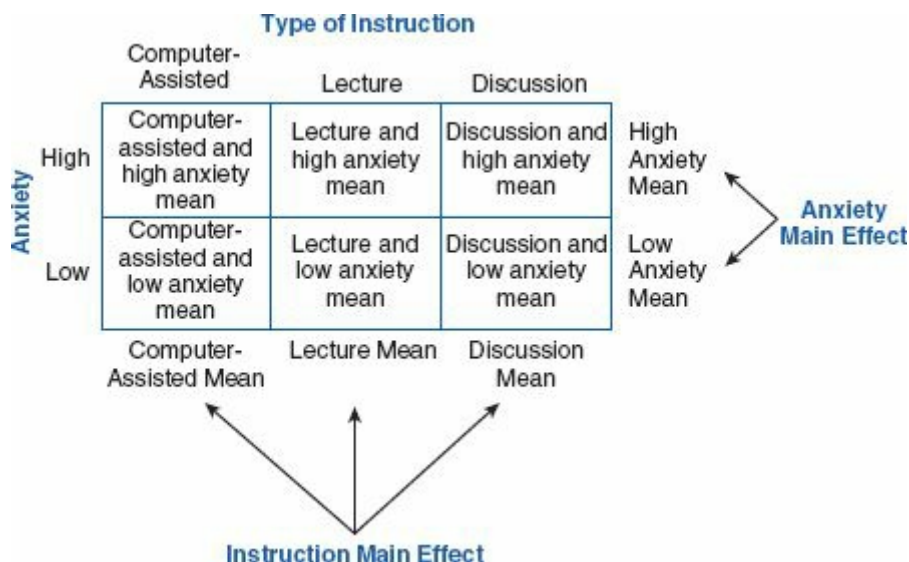 Type of Instruction
Computer-
Assisted
Lecture
Discussion
Anxiety
High
Computer-
assisted and
high anxiety
mean
Lecture and
high anxiety
mean
Discussion and
high anxiety
mean
High
Anxiety
Mean
Low
Computer-
assisted and
low anxiety
mean
Lecture and
low anxiety
mean
Discussion and
low anxiety
mean
Low
Anxiety
Mean
Anxiety
Main Effect
Computer-
Assisted Mean
Lecture Mean
Discussion
Mean
Instruction Main Effect